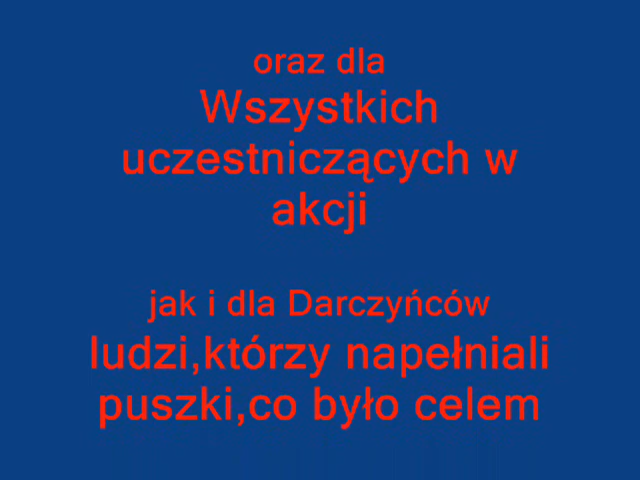 oraz dla
Wszystkich
uczestniczących w
akcji
jak i dla Darczyńców
ludzi,którzy napełniali
puszki,co było celem